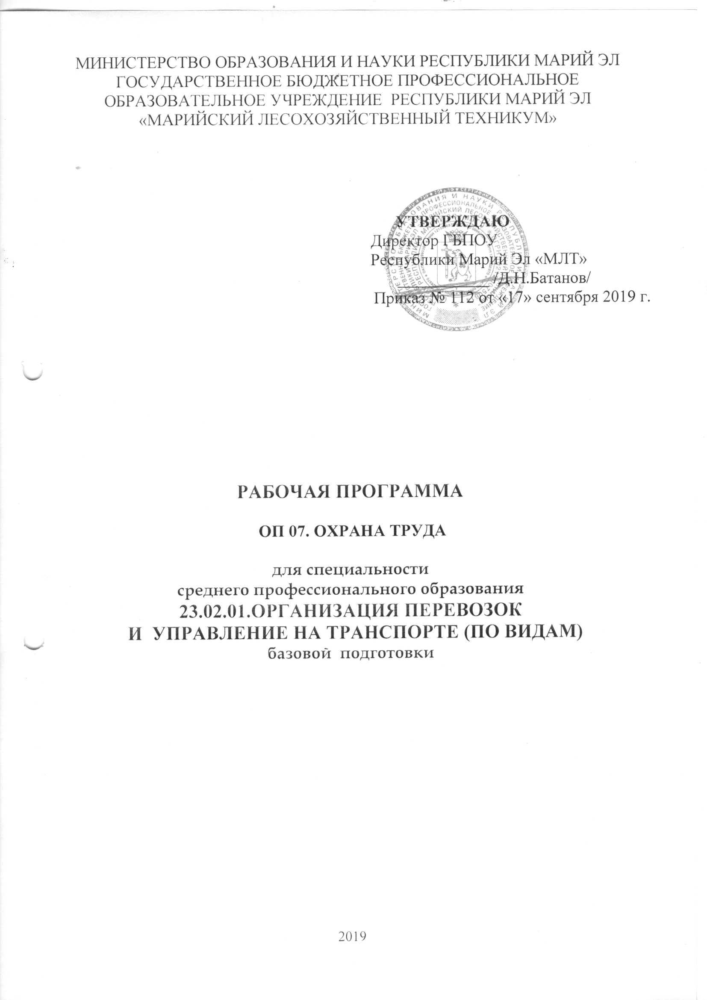 МИНИСТЕРСТВО ОБРАЗОВАНИЯ И НАУКИ РЕСПУБЛИКИ МАРИЙ ЭЛ
ГОСУДАРСТВЕННОЕ БЮДЖЕТНОЕ ПРОФЕССИОНАЛЬНОЕ
ОБРАЗОВАТЕЛЬНОЕ УЧРЕЖДЕНИЕ РЕСПУБЛИКИ МАРИЙ ЭЛ
«МАРИЙСКИЙ ЛЕСОХОЗЯЙСТВЕННЫЙ ТЕХНИКУМ»
УТВЕРЖДАЮ
Директор ГБПОУ
Республики Марий Эл «МЛТ»
___________ /Д.Н.Батанов/
Приказ № 112 от «17» сентября 2019 г.
РАБОЧАЯ ПРОГРАММА
ОП 07. ОХРАНА ТРУДА
для специальности
среднего профессионального образования
23.02.01.ОРГАНИЗАЦИЯ ПЕРЕВОЗОК
И УПРАВЛЕНИЕ НА ТРАНСПОРТЕ (ПО ВИДАМ)
базовой подготовки
2019